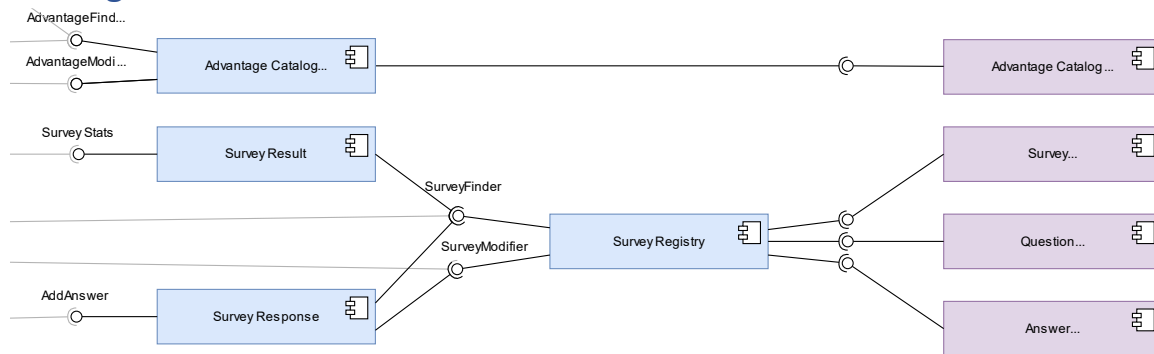 AdvantageFind...
AdvantageModi...
Advantage Catalog...
Advantage Catalog...
Survey Stats
Survey Result
Survey...
SurveyFinder
Survey Registry
Question...
SurveyModifier
AddAnswer
Survey Response
Answer...